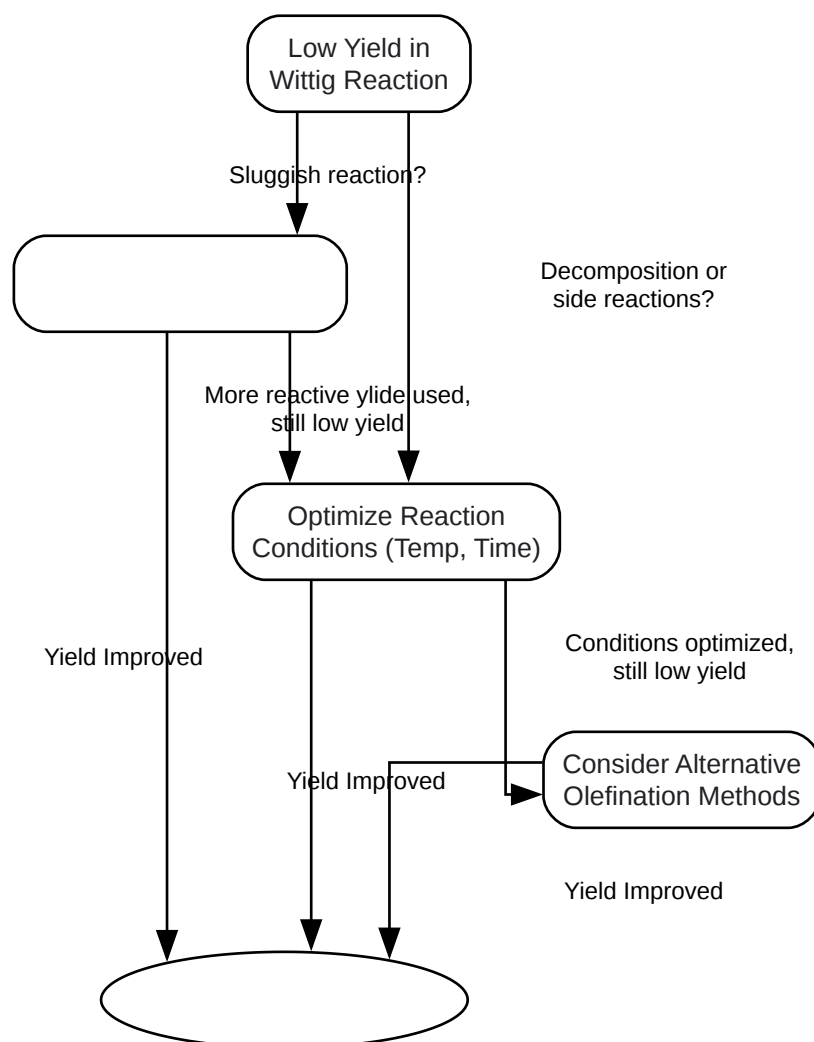 Low Yield in
Wittig Reaction
Sluggish reaction?
Decomposition or
side reactions?
More reactive ylide used,
still low yield
Optimize Reaction
Conditions (Temp, Time)
Yield Improved
Conditions optimized,
still low yield
Yield Improved
Consider Alternative
Olefination Methods
Yield Improved